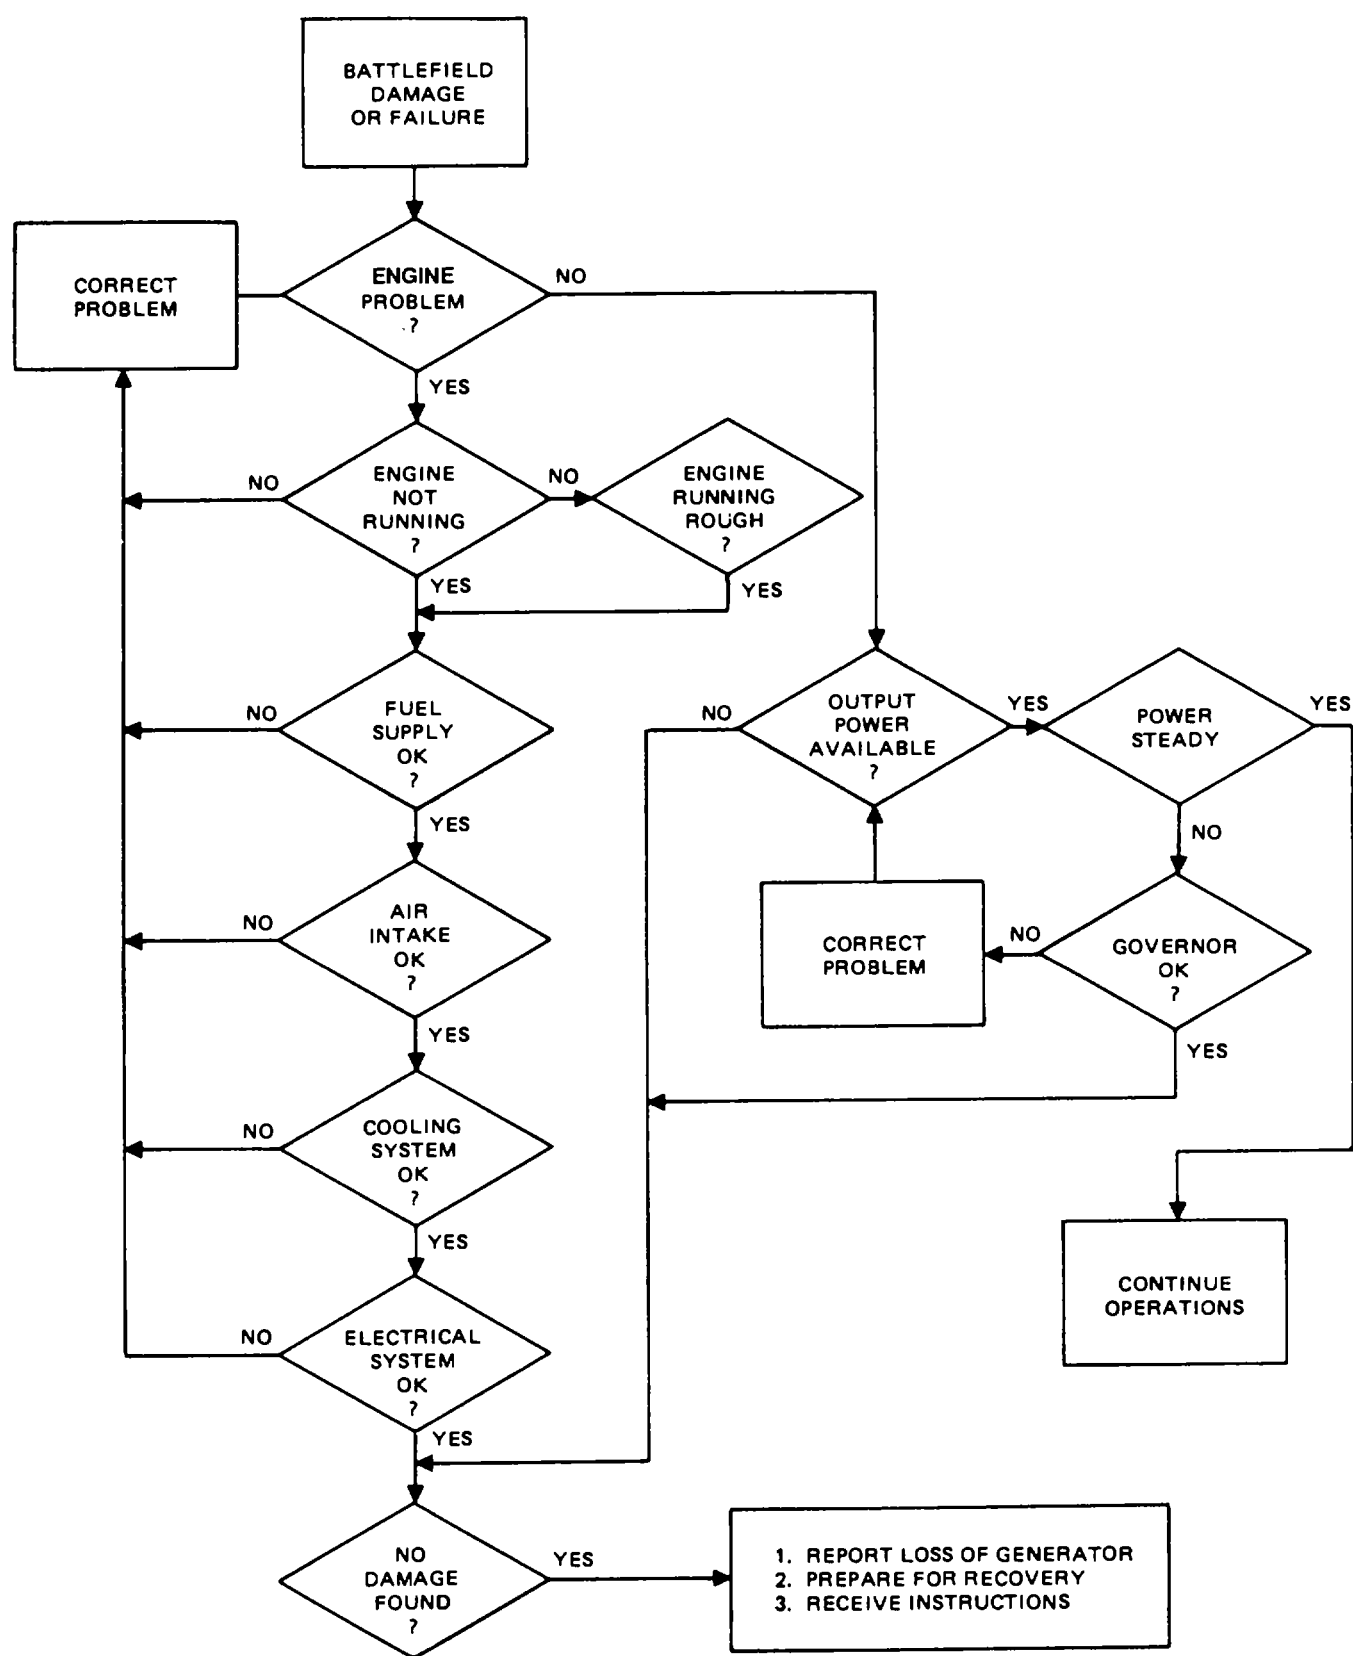 BATTLEFIELD
DAMAGE
OR FAILURE
CORRECT
PROBLEM
ENGINE
PROBLEM
?
NO
YES
NO
ENGINE
NOT
RUNNING
?
NO
ENGINE
RUNNING
ROUGH
?
YES
YES
NO
FUEL
SUPPLY
OK
?
YES
NO
OUTPUT
POWER
AVAILABLE
?
YES
POWER
STEADY
YES
NO
NO
AIR
INTAKE
OK
?
YES
CORRECT
PROBLEM
NO
GOVERNOR
OK
?
YES
NO
COOLING
SYSTEM
OK
?
YES
CONTINUE
OPERATIONS
NO
ELECTRICAL
SYSTEM
OK
?
YES
NO
DAMAGE
FOUND
?
YES
1. REPORT LOSS OF GENERATOR
2. PREPARE FOR RECOVERY
3. RECEIVE INSTRUCTIONS